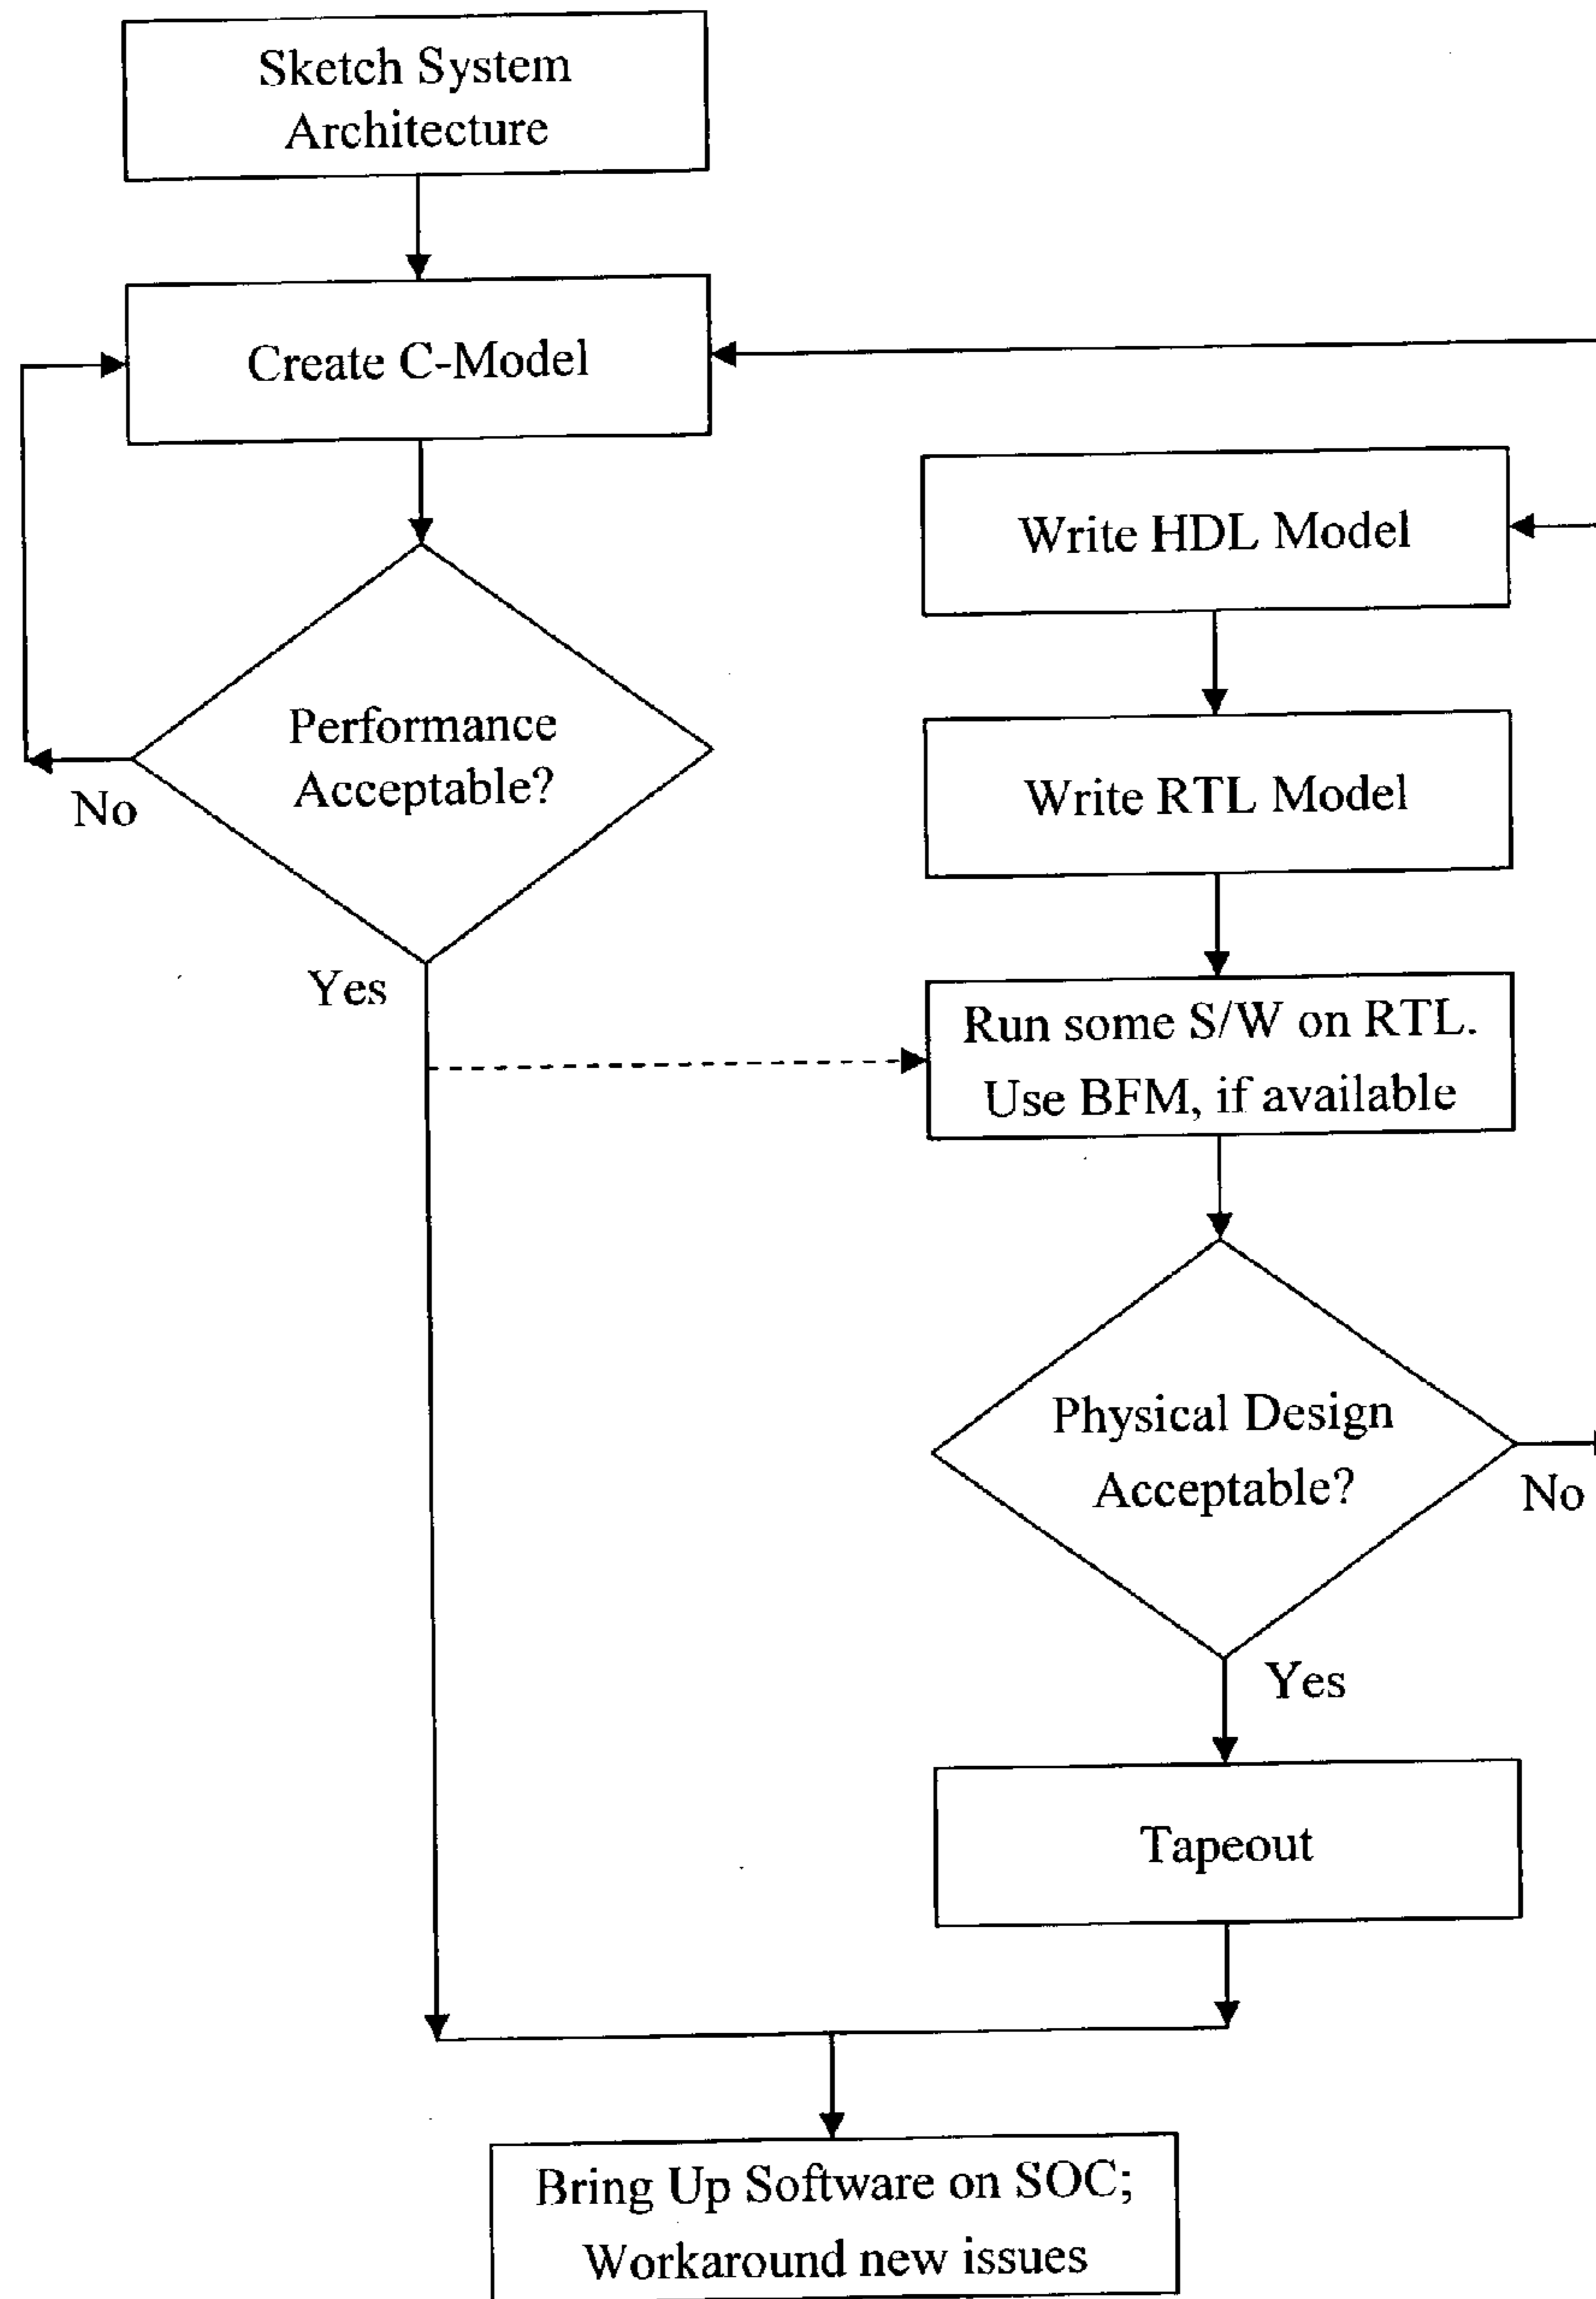 Sketch System
Architecture
Create C-Model
Write HDL Model
Performance
Acceptable?
No
Write RTL Model
Yes
Run some S/W on RTL.
Use BFM, if available
Physical Design
Acceptable?
No
Yes
Tapeout
Bring Up Software on SOC;
Workaround new issues